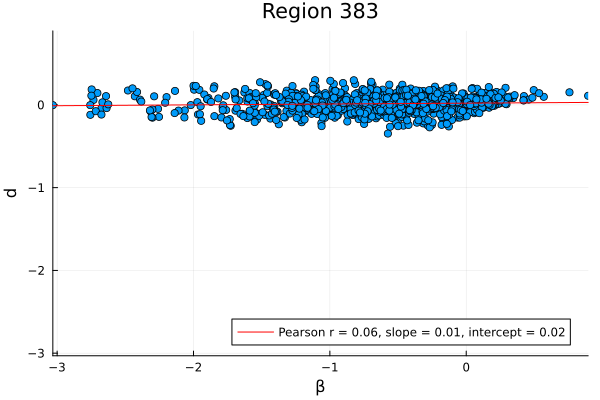 Region 383
d
0
−1
−2
−3
Pearson r = 0.06, slope = 0.01, intercept = 0.02
−3 −2 −1 0
β